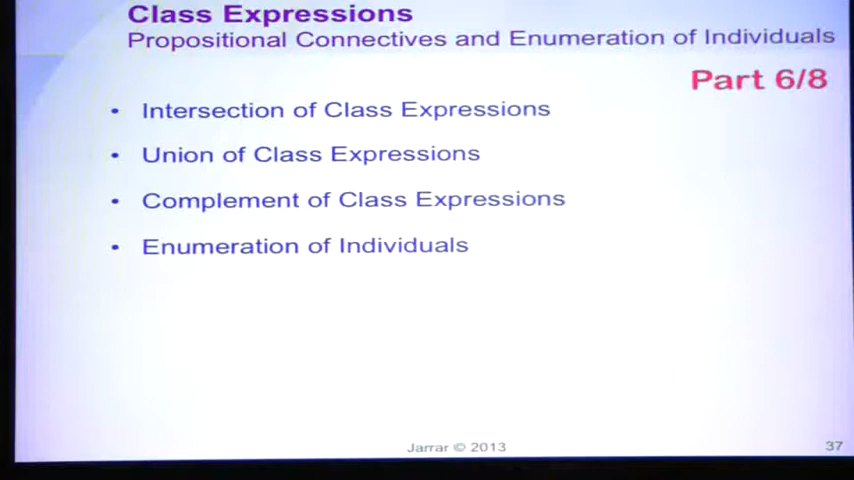 Class Expressions
Propositional Connectives and Enumeration of Individuals
Part 6/8
• Intersection of Class Expressions
• Union of Class Expressions
• Complement of Class Expressions
• Enumeration of Individuals
Jarrar © 2013
37